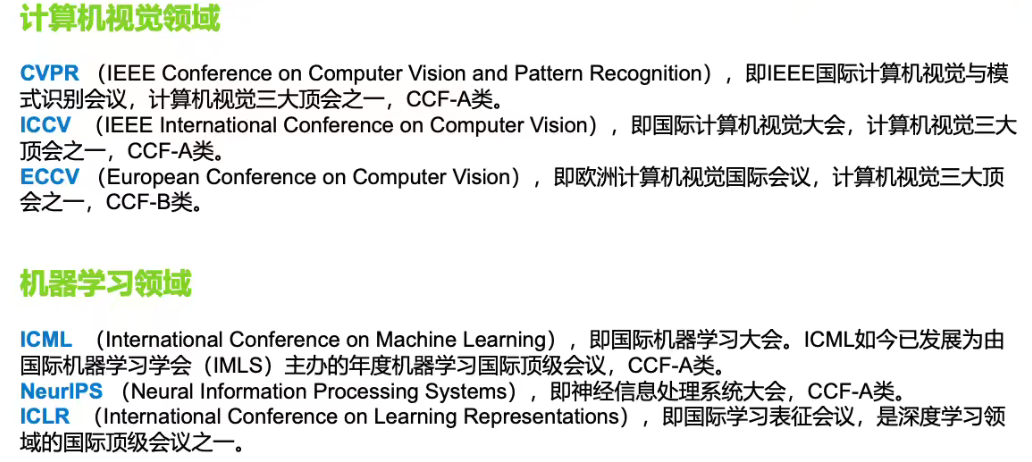 计算机视觉领域
CVPR （IEEE Conference on Computer Vision and Pattern Recognition），即IEEE国际计算机视觉与模
式识别会议，计算机视觉三大顶会之一，CCF-A类。
ICCV （IEEE International Conference on Computer Vision），即国际计算机视觉大会，计算机视觉三大
顶会之一，CCF-A类。
ECCV （European Conference on Computer Vision），即欧洲计算机视觉国际会议，计算机视觉三大顶
会之一，CCF-B类。
机器学习领域
ICML （International Conference on Machine Learning），即国际机器学习大会。ICML如今已发展为由
国际机器学习学会（IMLS）主办的年度机器学习国际顶级会议，CCF-A类。
NeurIPS （Neural Information Processing Systems），即神经信息处理系统大会，CCF-A类。
ICLR （International Conference on Learning Representations），即国际学习表征会议，是深度学习领
域的国际顶级会议之一。